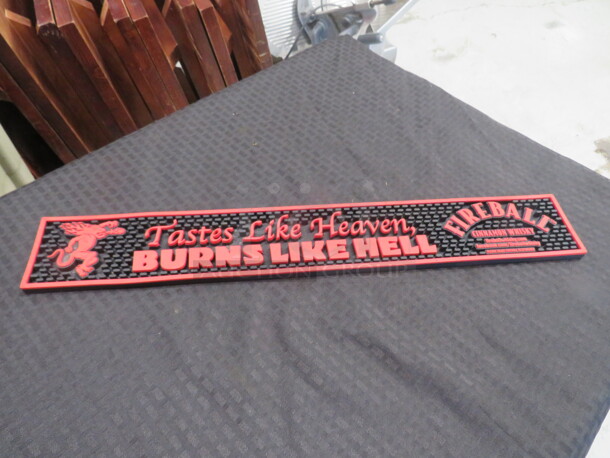 Tastes Like Heaven,
BURNS LIKE HELL
FIREBALL
CINNAMON WHISKY